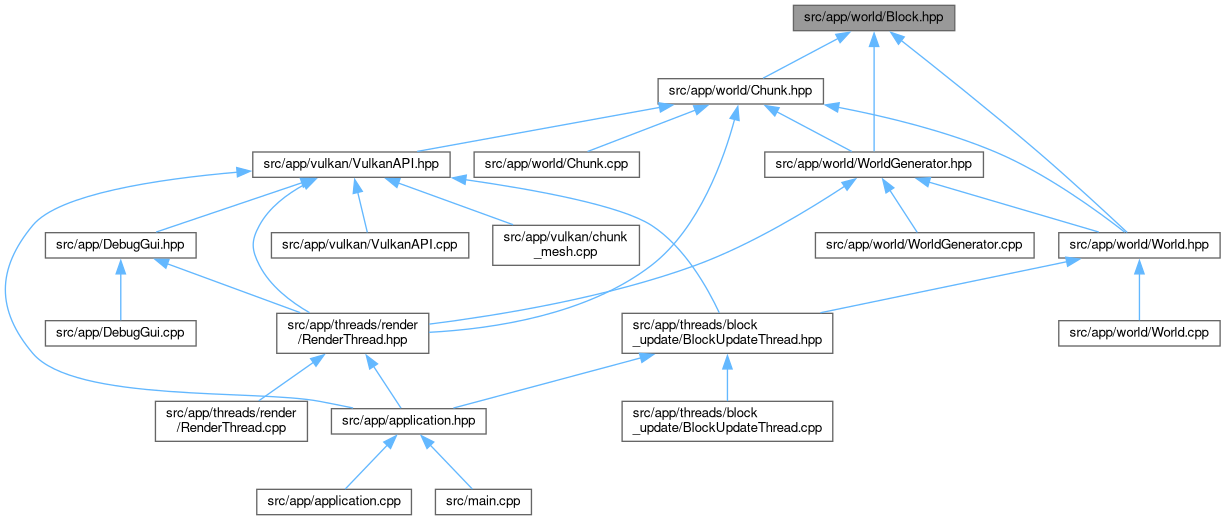 src/app/world/Block.hpp
src/app/world/Chunk.hpp
src/app/vulkan/VulkanAPI.hpp
src/app/world/Chunk.cpp
src/app/world/WorldGenerator.hpp
src/app/DebugGui.hpp
src/app/vulkan/VulkanAPI.cpp
src/app/vulkan/chunk
_mesh.cpp
src/app/world/WorldGenerator.cpp
src/app/world/World.hpp
src/app/DebugGui.cpp
src/app/threads/render
/RenderThread.hpp
src/app/threads/block
_update/BlockUpdateThread.hpp
src/app/world/World.cpp
src/app/threads/render
/RenderThread.cpp
src/app/application.hpp
src/app/threads/block
_update/BlockUpdateThread.cpp
src/app/application.cpp
src/main.cpp